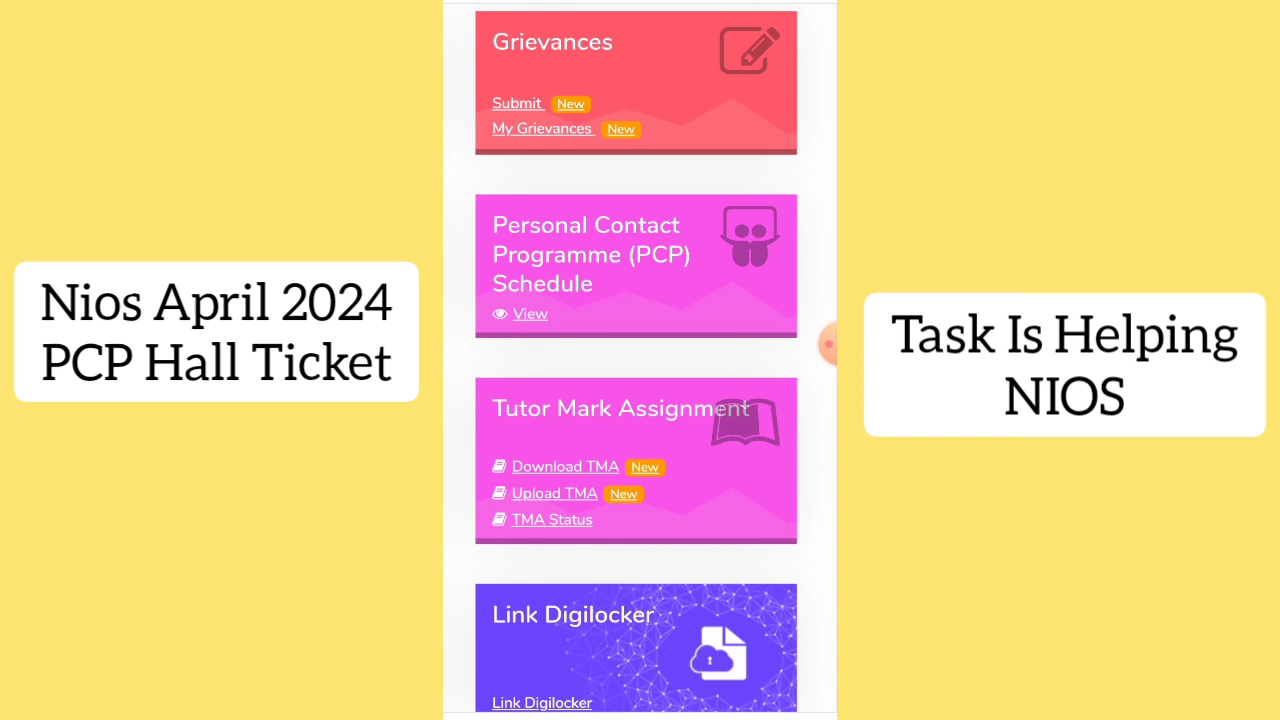 Nios April 2024
PCP Hall Ticket
Grievances
Submit New
My Grievances New
Personal Contact
Programme (PCP)
Schedule
View
Tutor Mark Assignment
Download TMA New
Upload TMA New
TMA Status
Link Digilocker
Link Digilocker
Task Is Helping
NIOS